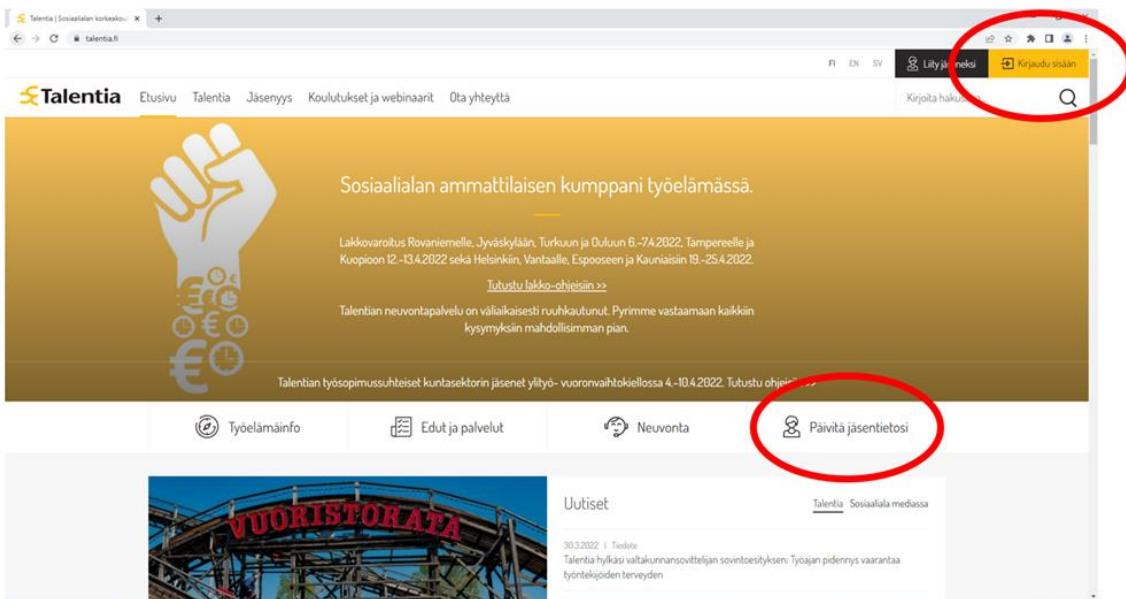 Talentia | Sosiaalialan korkeakou
talentia.fi
FI EN SV Liity jäseneksi Kirjaudu sisään
Talentia Etusivu Talentia Jäsenyys Koulutukset ja webinaarit Ota yhteyttä Kirjoita
Sosiaalialan ammattilaisen kumppani työelämässä.
Lakkovaroitus Rovaniemelle, Jyväskylään, Turkuun ja Ouluun 6.-7.4.2022, Tampereelle ja
Kuopioon 12.-13.4.2022 sekä Helsinkiin, Vantaalle, Espooseen ja Kauniaisiin 19.-25.4.2022.
Tutustu lakko-ohjeisiin >>
Talentian neuvontapalvelu on väliaikaisesti ruuhkautunut. Pyrimme vastaamaan kaikkiin
kysymyksiin mahdollisimman pian.
Talentian työsopimussuhteiset kuntasektorin jäsenet ylityö- vuoronvaihtokiellossa 4.-10.4.2022. Tutustu
Työelämäinfo Edut ja palvelut Neuvonta Päivitä jäsentietosi
VUORISTORATA
Uutiset Talentia Sosiaaliala mediassa
30.3.2022 | Tiedote
Talentia hylkäsi valtakunnansovittelijan sovintoesityksen: Työajan pidennys vaarantaa
työntekijöiden terveyden